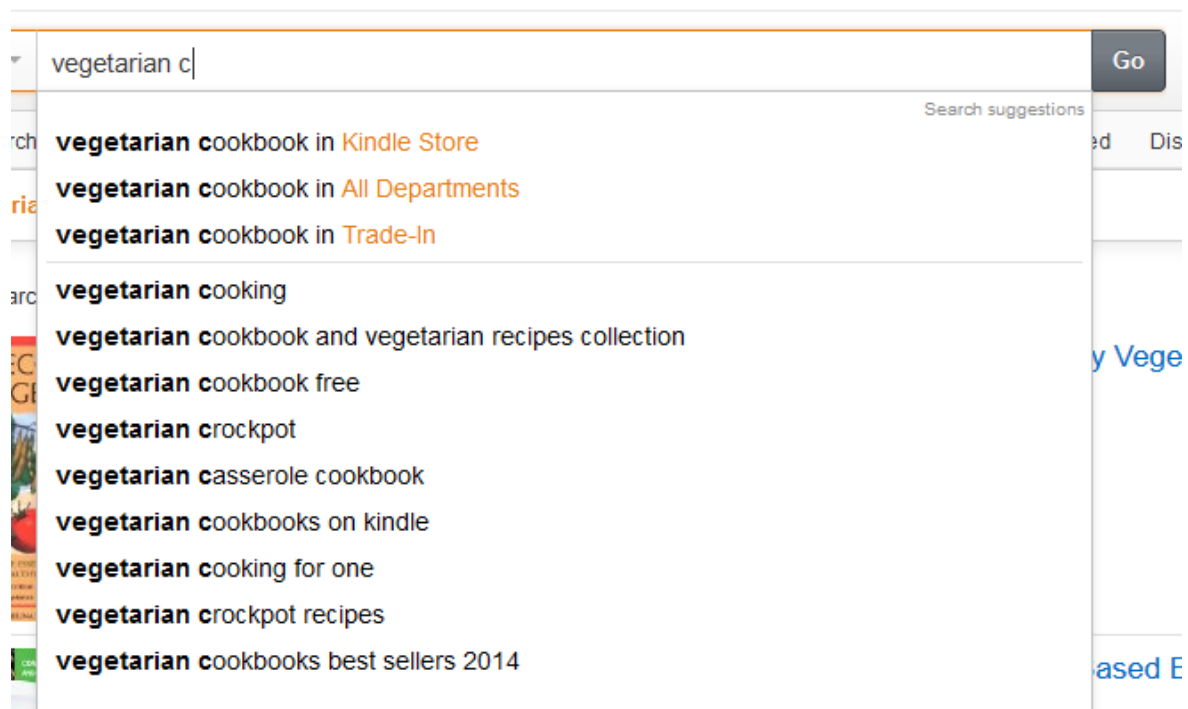 vegetarian c
Go
Search suggestions
vegetarian cookbook in Kindle Store
vegetarian cookbook in All Departments
vegetarian cookbook in Trade-In
vegetarian cooking
vegetarian cookbook and vegetarian recipes collection
vegetarian cookbook free
vegetarian crockpot
vegetarian casserole cookbook
vegetarian cookbooks on kindle
vegetarian cooking for one
vegetarian crockpot recipes
vegetarian cookbooks best sellers 2014